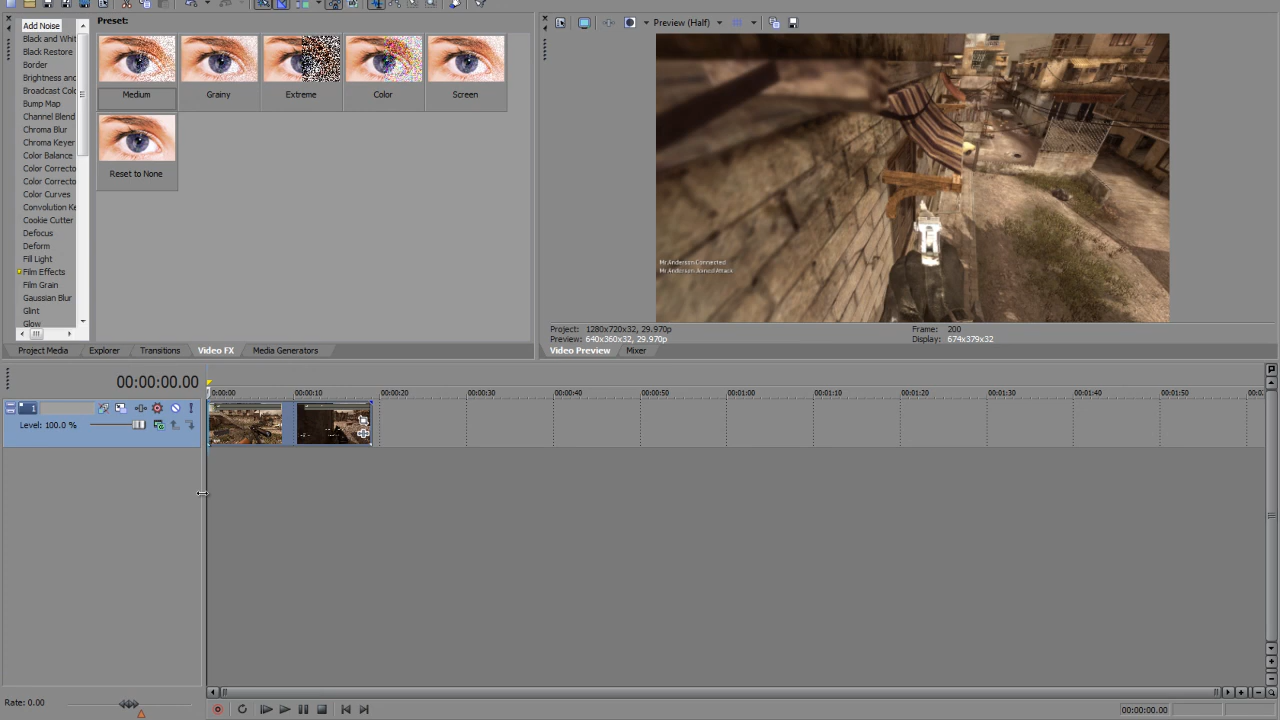 Add Noise
Black and Whit
Black Restore
Border
Brightness and
Broadcast Colo
Bump Map
Channel Blend
Chroma Blur
Chroma Keyer
Color Balance
Color Correcto
Color Correcto
Color Curves
Convolution Ke
Cookie Cutter
Defocus
Deform
Fill Light
Film Effects
Film Grain
Gaussian Blur
Glint
Glow
Preset:
Medium
Grainy
Extreme
Color
Screen
Reset to None
Project Media
Explorer
Transitions
Video FX
Media Generators
Preview (Half)
Mr.Anderson Connected
Mr.Anderson Joined Attack
Project: 1280x720x32, 29.970p
Frame: 200
Preview: 640x360x32, 29.970p
Display: 674x379x32
Video Preview
Mixer
00:00:00.00
0:00:00
00:00:10
00:00:20
00:00:30
00:00:40
00:00:50
00:01:00
00:01:10
00:01:20
00:01:30
00:01:40
00:01:50
00:0
1
Level: 100.0 %
Rate: 0.00
00:00:00.00